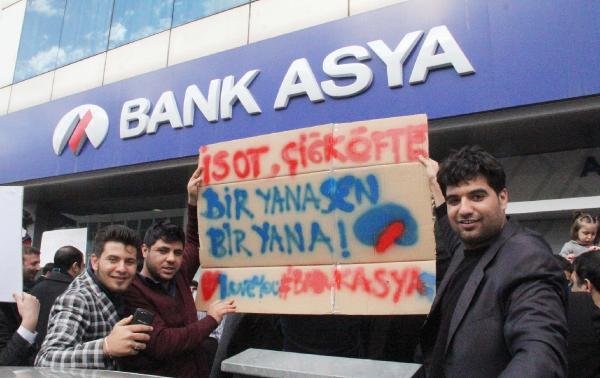 BANK ASYA
İSOT, ÇİĞKÖFTE
BİR YANA SEN
BİR YANA!
I LOVE YOU #BANKASYA